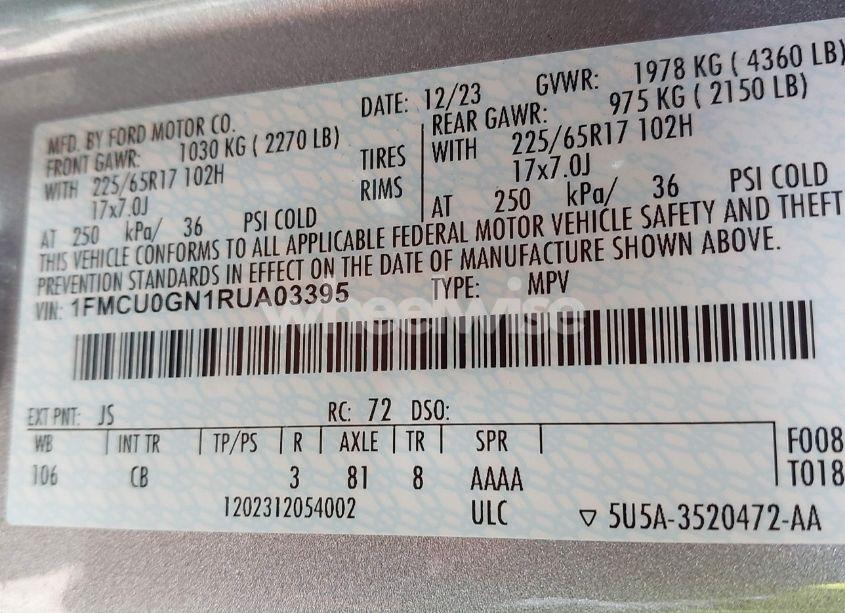 MFD. BY FORD MOTOR CO. DATE: 12/23 GVWR: 1978 KG ( 4360 LB)
FRONT GAWR: 1030 KG ( 2270 LB) REAR GAWR: 975 KG ( 2150 LB)
WITH 225/65R17 102H TIRES WITH 225/65R17 102H
17x7.0J RIMS 17x7.0J
AT 250 kPa/ 36 PSI COLD AT 250 kPa/ 36 PSI COLD
THIS VEHICLE CONFORMS TO ALL APPLICABLE FEDERAL MOTOR VEHICLE SAFETY AND THEFT
PREVENTION STANDARDS IN EFFECT ON THE DATE OF MANUFACTURE SHOWN ABOVE.
VIN: 1FMCU0GN1RUA03395 TYPE: MPV
wheelwise
EXT PNT: JS RC: 72 DSO:
WB INT TR TP/PS R AXLE TR SPR F008
106 CB 3 81 8 AAAA T018
1202312054002 ULC ▽ 5U5A-3520472-AA